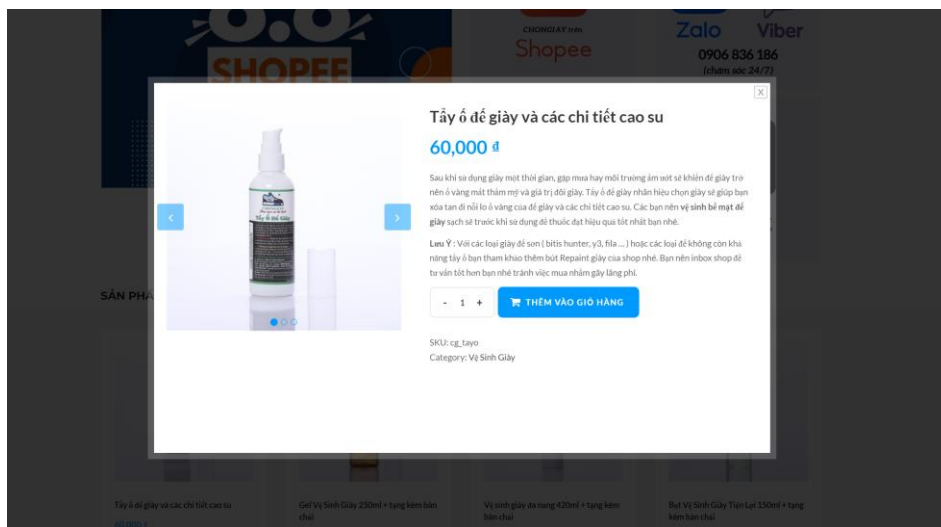 CHONGIAY trên
Shopee
SHOPEE
Zalo
Viber
0906 836 186
(chăm sóc 24/7)
X
Tẩy ố đế giày và các chi tiết cao su
60,000 ₫
Sau khi sử dụng giày một thời gian, gặp mưa hay môi trường ẩm ướt sẽ khiến đế giày trở
nên ố vàng mất thẩm mỹ và giá trị đôi giày. Tẩy ố đế giày nhãn hiệu chọn giày sẽ giúp bạn
xóa tan đi nỗi lo ố vàng của đế giày và các chi tiết cao su. Các bạn nên vệ sinh bề mặt đế
giày sạch sẽ trước khi sử dụng để thuốc đạt hiệu quả tốt nhất bạn nhé.
Lưu Ý : Với các loại giày đế sơn ( bitis hunter, y3, fila ... ) hoặc các loại đế không còn khả
năng tẩy ố bạn tham khảo thêm bút Repaint giày của shop nhé. Bạn nên inbox shop để
tư vấn tốt hơn bạn nhé tránh việc mua nhầm gây lãng phí.
- 1 +
THÊM VÀO GIỎ HÀNG
SKU: cg_tayo
Category: Vệ Sinh Giày
Tẩy Ố Đế Giày
SẢN PHẨ
Tẩy ố đế giày và các chi tiết cao su
60,000 ₫
Gel Vệ Sinh Giày 250ml + tặng kèm bàn
chải
Vệ sinh giày đa năng 420ml + tặng kèm
bàn chải
Bọt Vệ Sinh Giày Tiện Lợi 150ml + tặng
kèm bàn chải